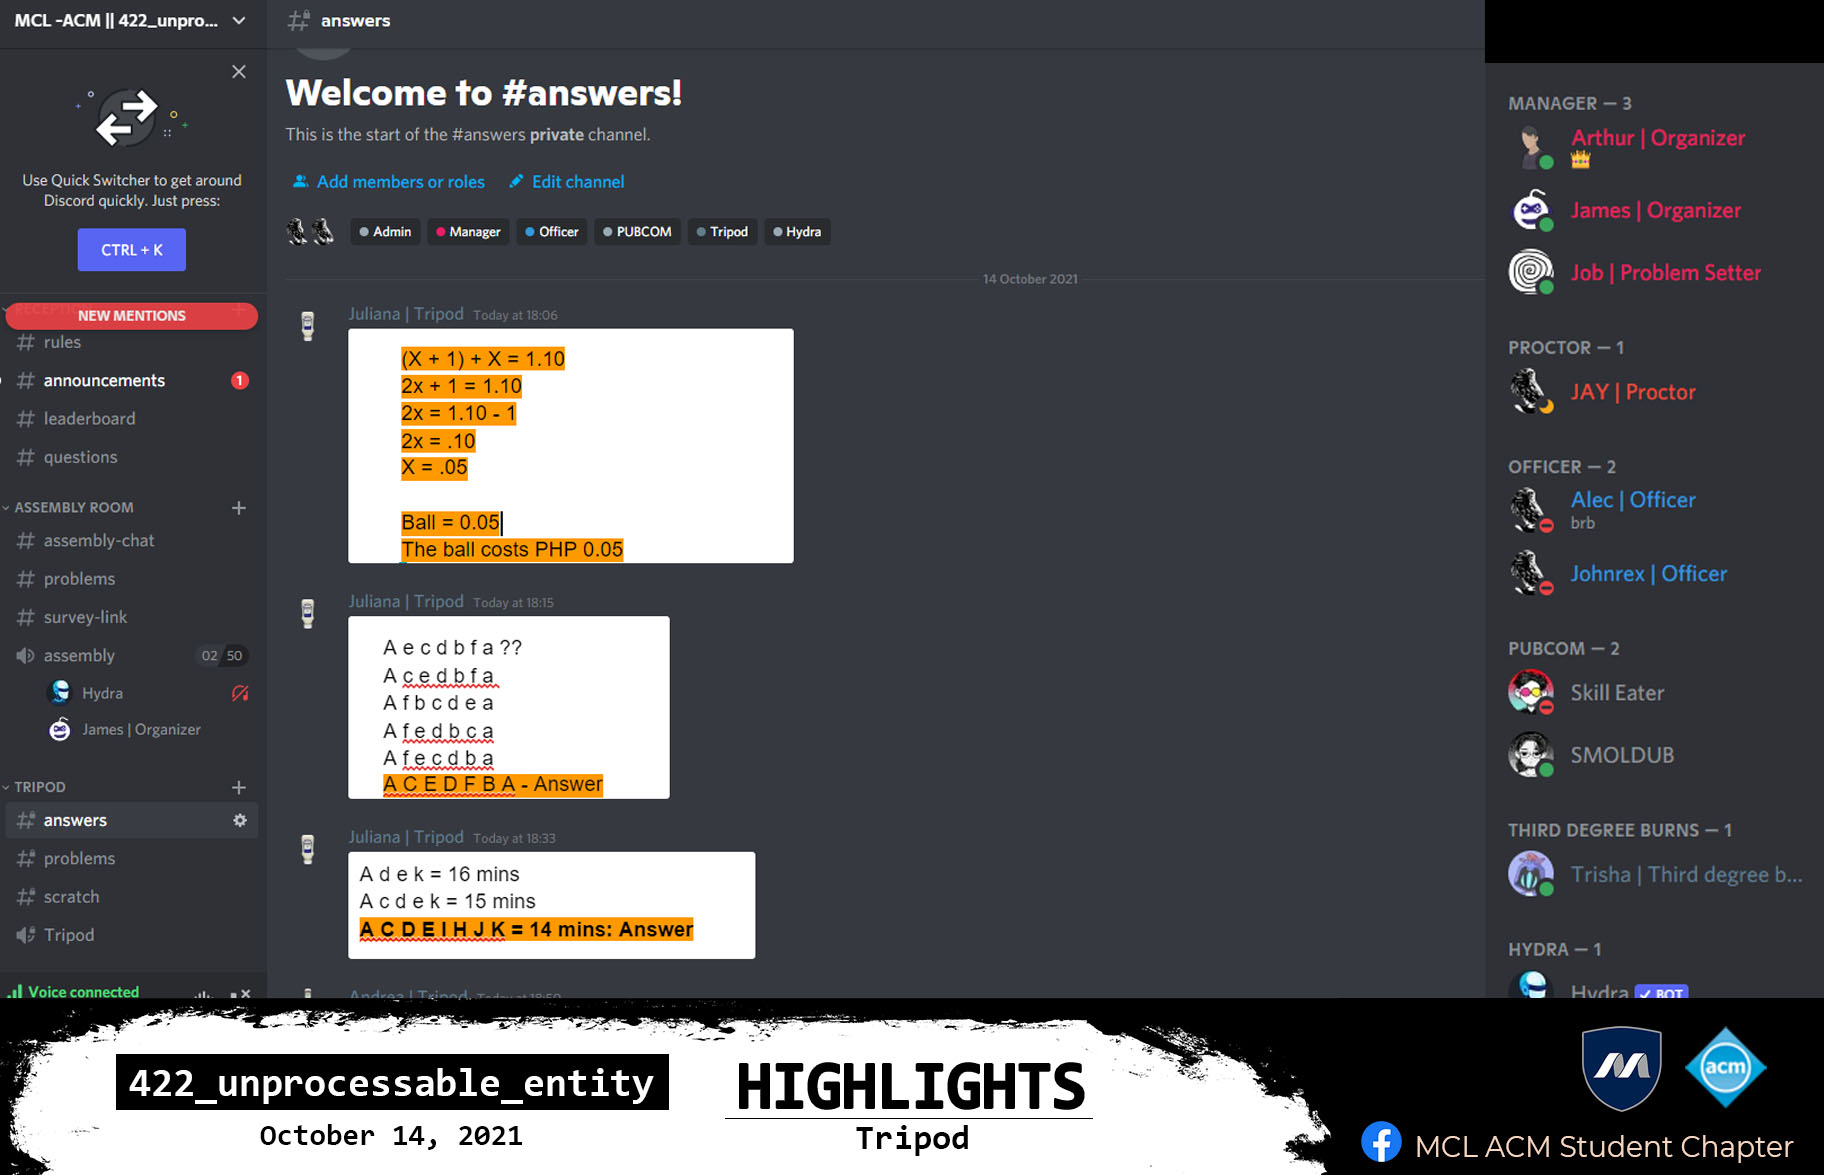 MCL -ACM || 422_unpro...
Use Quick Switcher to get around
Discord quickly. Just press:
CTRL + K
NEW MENTIONS
rules
announcements
1
leaderboard
questions
ASSEMBLY ROOM
assembly-chat
problems
survey-link
assembly
02 50
Hydra
James | Organizer
TRIPOD
answers
problems
scratch
Tripod
Voice connected
answers
Welcome to #answers!
This is the start of the #answers private channel.
Add members or roles
Edit channel
Admin
Manager
Officer
PUBCOM
Tripod
Hydra
14 October 2021
Juliana | Tripod Today at 18:06
(X + 1) + X = 1.10
2x + 1 = 1.10
2x = 1.10 - 1
2x = .10
X = .05
Ball = 0.05
The ball costs PHP 0.05
Juliana | Tripod Today at 18:15
A e c d b f a ??
A c e d b f a
A f b c d e a
A f e d b c a
A f e c d b a
A C E D F B A - Answer
Juliana | Tripod Today at 18:33
A d e k = 16 mins
A c d e k = 15 mins
A C D E I H J K = 14 mins: Answer
Andrea | Tripod Today at 18:50
MANAGER — 3
Arthur | Organizer
James | Organizer
Job | Problem Setter
PROCTOR — 1
JAY | Proctor
OFFICER — 2
Alec | Officer
brb
Johnrex | Officer
PUBCOM — 2
Skill Eater
SMOLDUB
THIRD DEGREE BURNS — 1
Trisha | Third degree b...
HYDRA — 1
Hydra BOT
422_unprocessable_entity
October 14, 2021
HIGHLIGHTS
Tripod
acm
MCL ACM Student Chapter